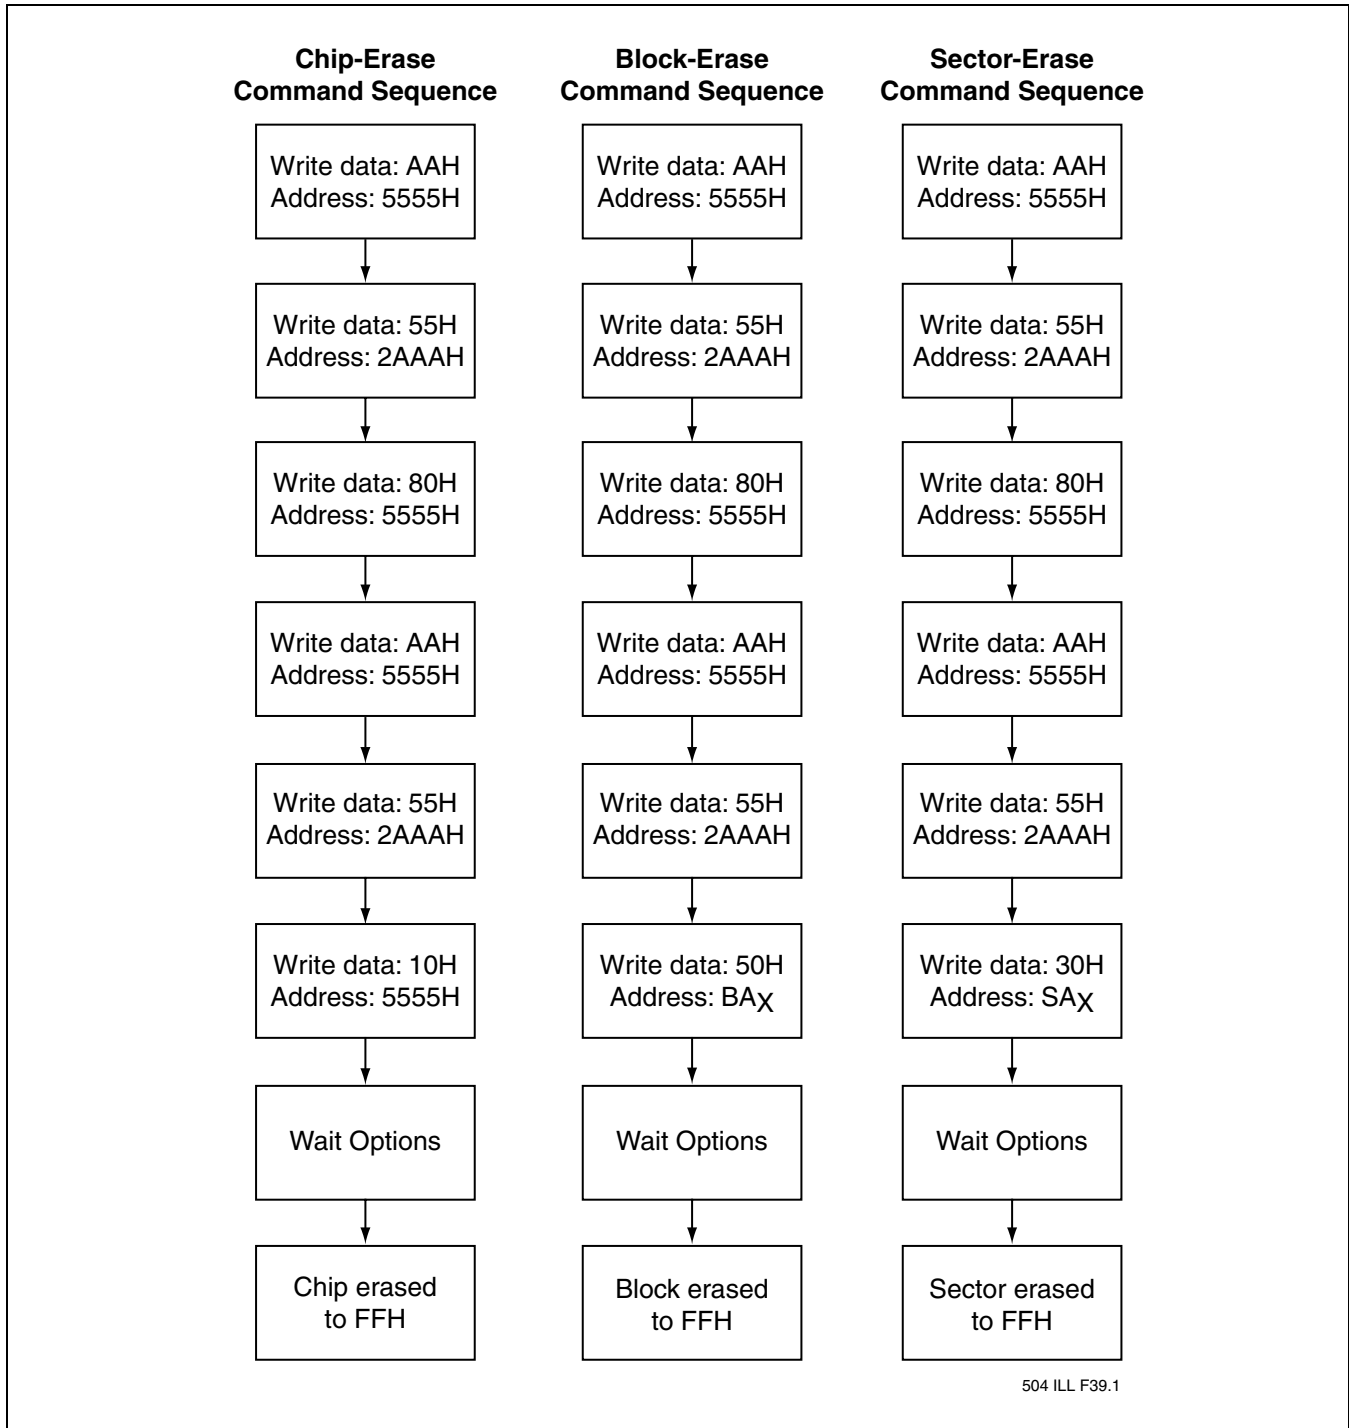 Chip-Erase
Command Sequence
Write data: AAH
Address: 5555H
Write data: 55H
Address: 2AAAH
Write data: 80H
Address: 5555H
Write data: AAH
Address: 5555H
Write data: 55H
Address: 2AAAH
Write data: 10H
Address: 5555H
Wait Options
Chip erased
to FFH
Block-Erase
Command Sequence
Write data: AAH
Address: 5555H
Write data: 55H
Address: 2AAAH
Write data: 80H
Address: 5555H
Write data: AAH
Address: 5555H
Write data: 55H
Address: 2AAAH
Write data: 50H
Address: BAX
Wait Options
Block erased
to FFH
Sector-Erase
Command Sequence
Write data: AAH
Address: 5555H
Write data: 55H
Address: 2AAAH
Write data: 80H
Address: 5555H
Write data: AAH
Address: 5555H
Write data: 55H
Address: 2AAAH
Write data: 30H
Address: SAX
Wait Options
Sector erased
to FFH
504 ILL F39.1